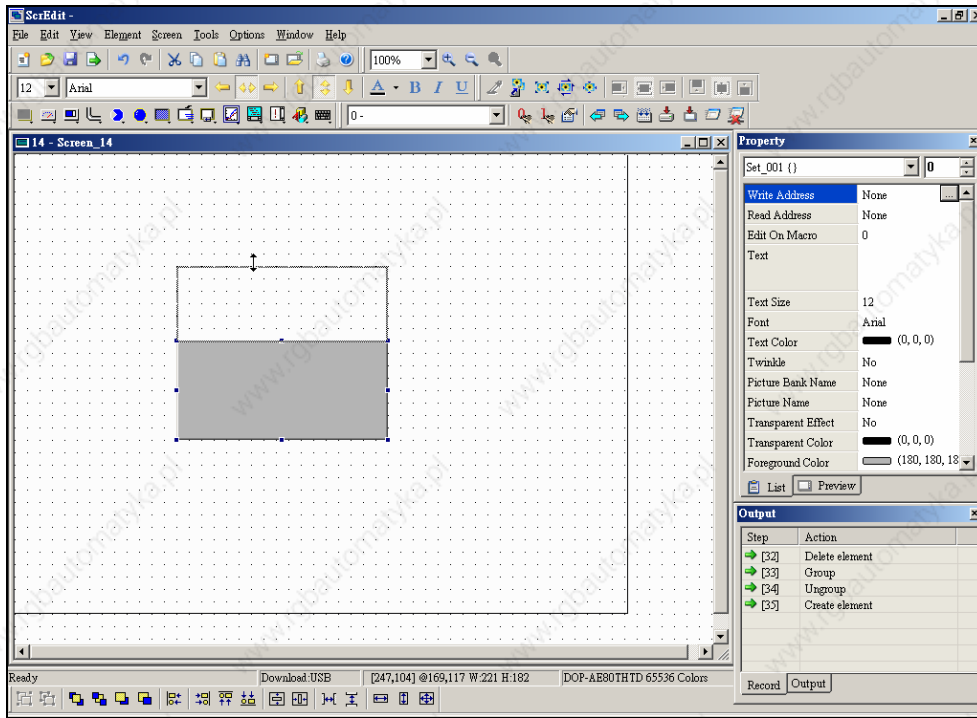 ScrEdit -
File Edit View Element Screen Tools Options Window Help
100%
12 Arial A B I U
0 -
14 - Screen_14
Property
Set_001 {} 0
Write Address None ...
Read Address None
Edit On Macro 0
Text
Text Size 12
Font Arial
Text Color (0, 0, 0)
Twinkle No
Picture Bank Name None
Picture Name None
Transparent Effect No
Transparent Color (0, 0, 0)
Foreground Color (180, 180, 18
List Preview
Output
Step Action
[32] Delete element
[33] Group
[34] Ungroup
[35] Create element
Record Output
Ready Download:USB [247,104] @169,117 W:221 H:182 DOP-AE80THTD 65536 Colors
www.rgbautomatyka.pl